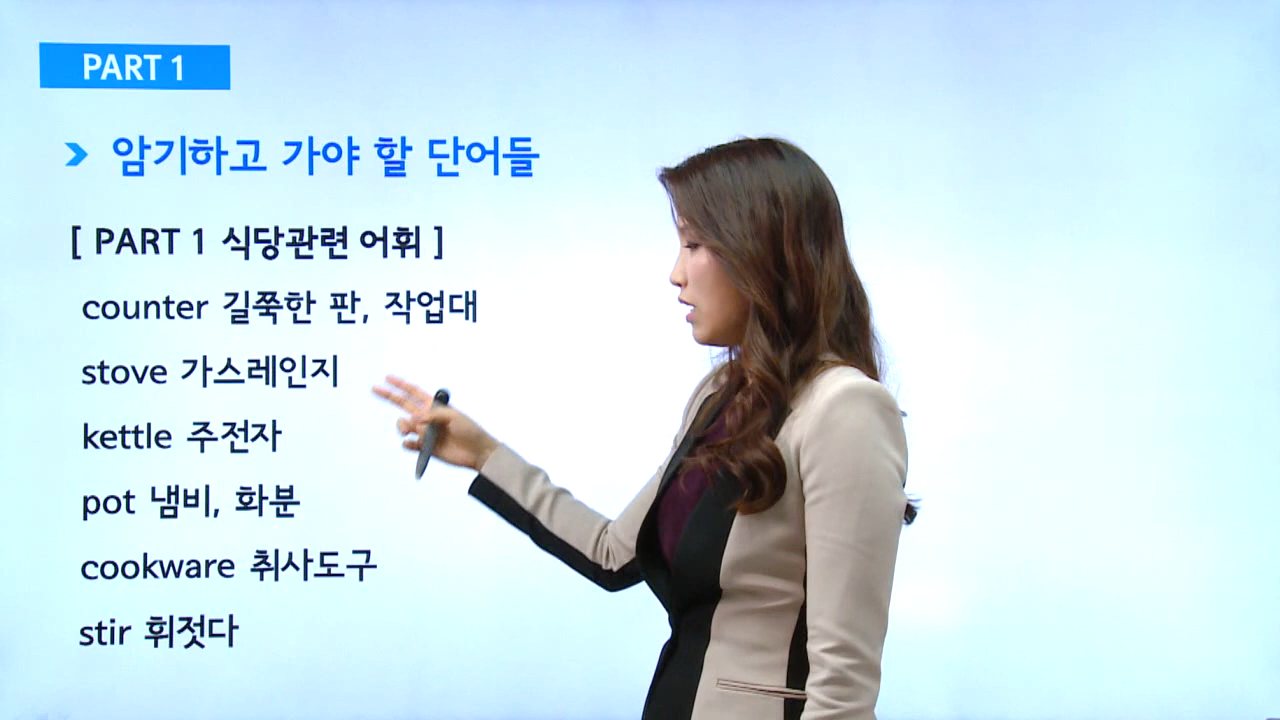 PART 1
암기하고 가야 할 단어들
[ PART 1 식당관련 어휘 ]
counter 길쭉한 판, 작업대
stove 가스레인지
kettle 주전자
pot 냄비, 화분
cookware 취사도구
stir 휘젓다